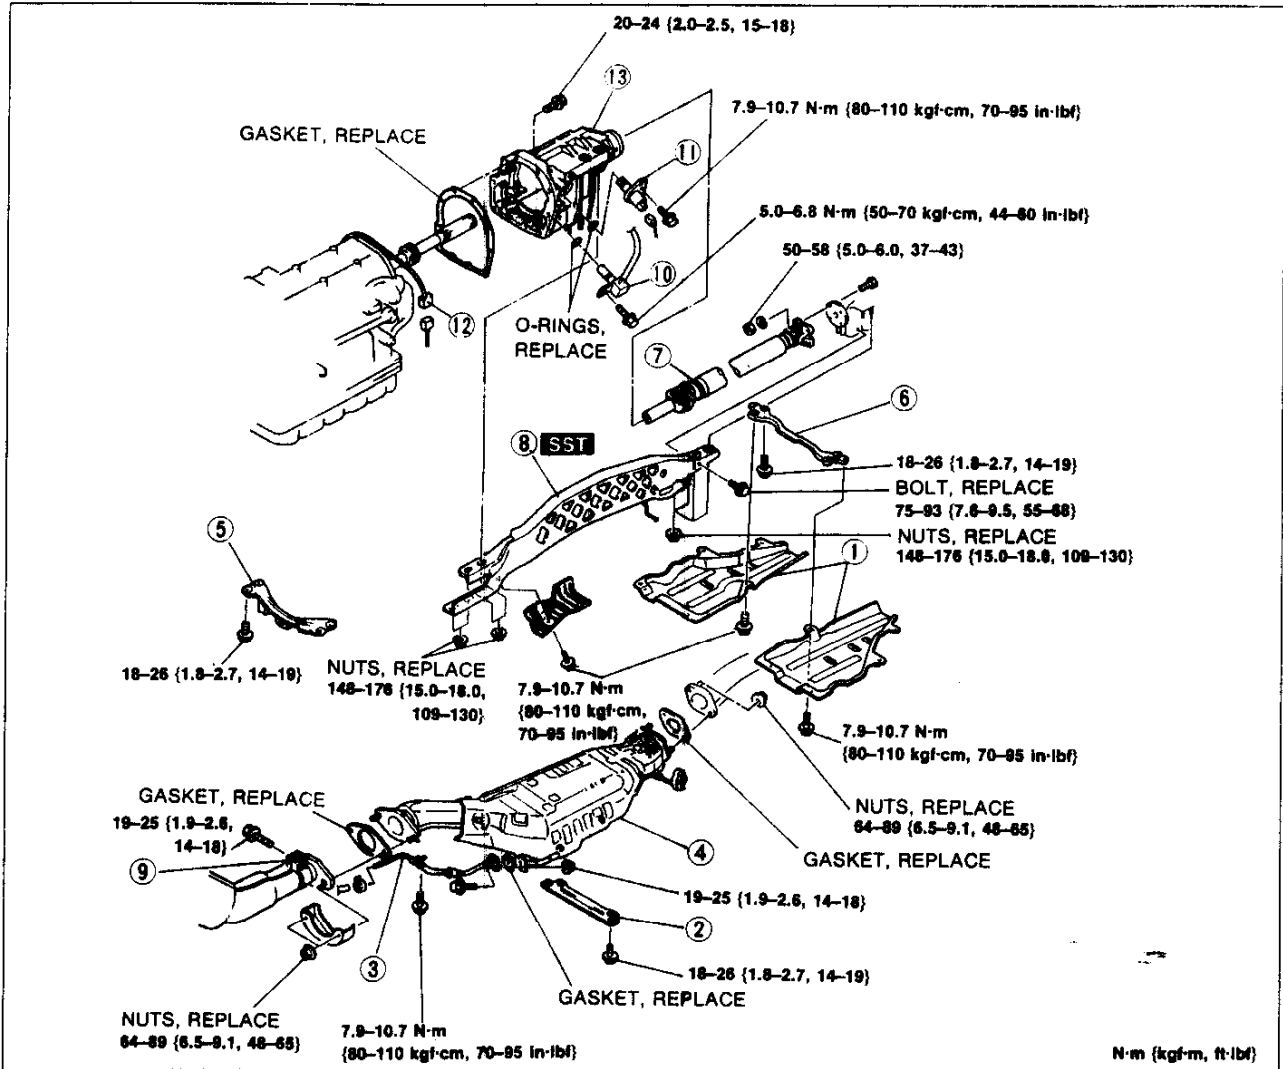 20–24 {2.0–2.5, 15–18}
13
7.9–10.7 N·m {80–110 kgf·cm, 70–95 in·lbf}
GASKET, REPLACE
11
5.0–6.8 N·m {50–70 kgf·cm, 44–60 in·lbf}
50–58 {5.0–6.0, 37–43}
10
12
O-RINGS,
REPLACE
7
6
8 SST
18–26 {1.8–2.7, 14–19}
BOLT, REPLACE
75–93 {7.6–9.5, 55–68}
NUTS, REPLACE
148–176 {15.0–18.0, 109–130}
5
1
18–26 {1.8–2.7, 14–19}
NUTS, REPLACE
148–176 {15.0–18.0,
109–130}
7.9–10.7 N·m
{80–110 kgf·cm,
70–95 in·lbf}
7.9–10.7 N·m
{80–110 kgf·cm, 70–95 in·lbf}
GASKET, REPLACE
19–25 {1.9–2.6,
14–18}
NUTS, REPLACE
64–89 {6.5–9.1, 48–65}
4
GASKET, REPLACE
9
19–25 {1.9–2.6, 14–18}
2
3
18–26 {1.8–2.7, 14–19}
GASKET, REPLACE
NUTS, REPLACE
64–89 {6.5–9.1, 48–65}
7.9–10.7 N·m
{80–110 kgf·cm, 70–95 in·lbf}
N·m {kgf·m, ft·lbf}